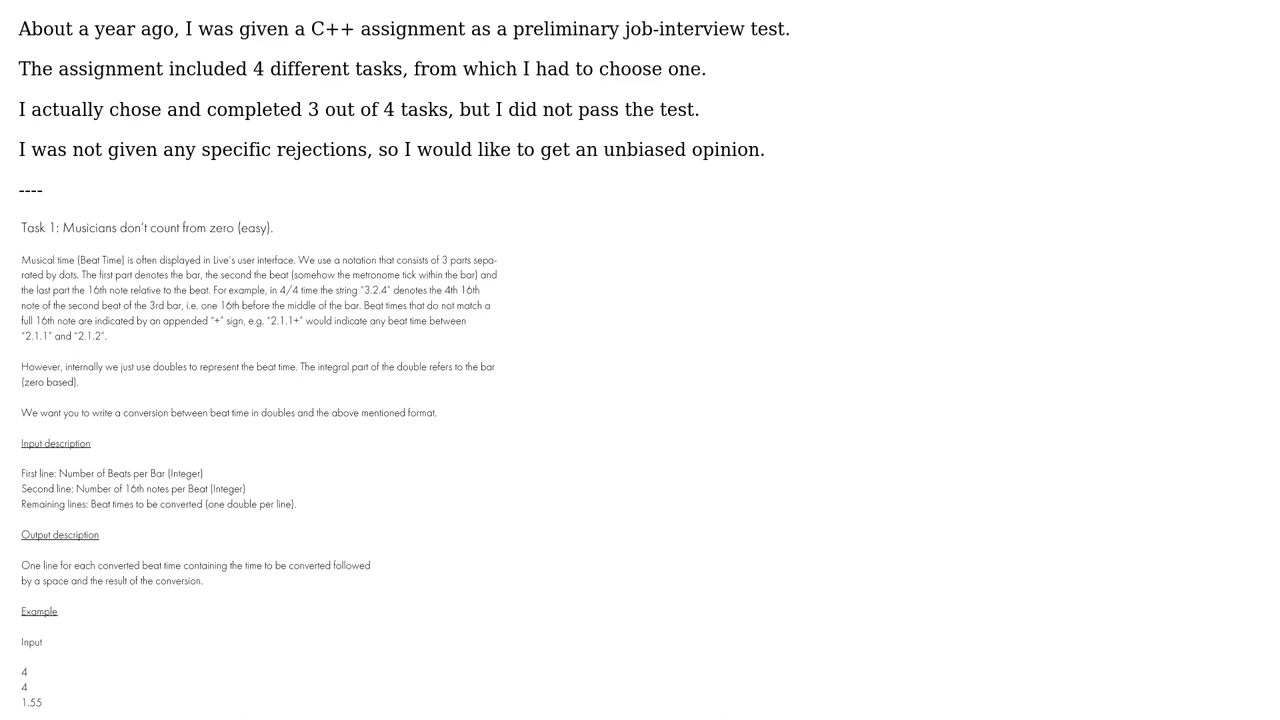 About a year ago, I was given a C++ assignment as a preliminary job-interview test.
The assignment included 4 different tasks, from which I had to choose one.
I actually chose and completed 3 out of 4 tasks, but I did not pass the test.
I was not given any specific rejections, so I would like to get an unbiased opinion.
----
Task 1: Musicians don't count from zero (easy).
Musical time (Beat Time) is often displayed in Live's user interface. We use a notation that consists of 3 parts sepa-
rated by dots. The first part denotes the bar, the second the beat (somehow the metronome tick within the bar) and
the last part the 16th note relative to the beat. For example, in 4/4 time the string "3.2.4" denotes the 4th 16th
note of the second beat of the 3rd bar, i.e. one 16th before the middle of the bar. Beat times that do not match a
full 16th note are indicated by an appended "+" sign, e.g. "2.1.1+" would indicate any beat time between
"2.1.1" and "2.1.2".
However, internally we just use doubles to represent the beat time. The integral part of the double refers to the bar
(zero based).
We want you to write a conversion between beat time in doubles and the above mentioned format.
Input description
First line: Number of Beats per Bar (Integer)
Second line: Number of 16th notes per Beat (Integer)
Remaining lines: Beat times to be converted (one double per line).
Output description
One line for each converted beat time containing the time to be converted followed
by a space and the result of the conversion.
Example
Input
4
4
1.55